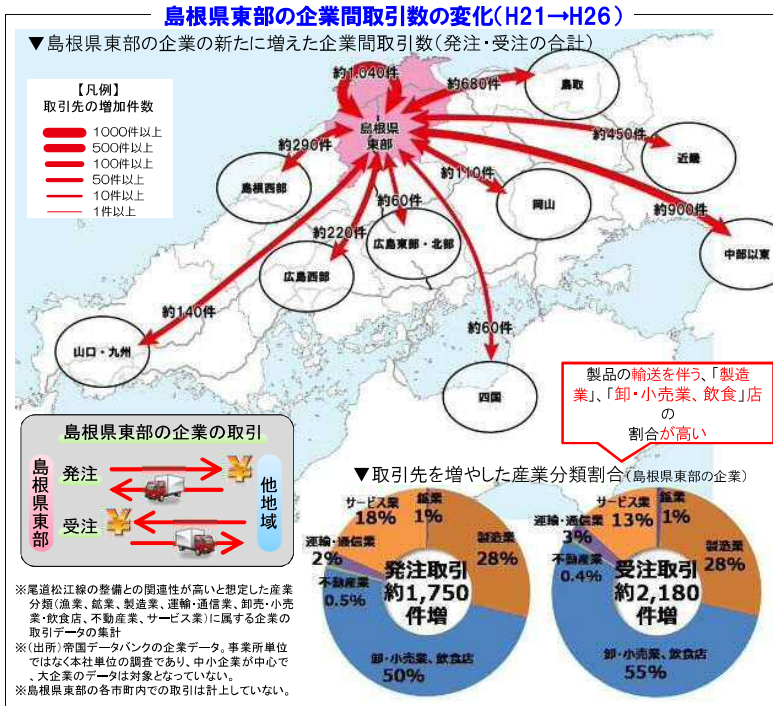 島根県東部の企業間取引数の変化(H21→H26)
▼島根県東部の企業の新たに増えた企業間取引数(発注・受注の合計)
【凡例】
取引先の増加件数
1000件以上
500件以上
100件以上
50件以上
10件以上
1件以上
約1,040件
約680件
鳥取
島根県
東部
約450件
近畿
約290件
島根西部
約110件
岡山
約60件
広島東部・北部
約900件
中部以東
約220件
広島西部
約140件
山口・九州
約60件
四国
製品の輸送を伴う、「製造
業」、「卸・小売業、飲食」店
の
割合が高い
島根県東部の企業の取引
島根県東部
発注
¥
受注
¥
他地域
▼取引先を増やした産業分類割合(島根県東部の企業)
サービス業
18%
鉱業
1%
製造業
28%
運輸・通信業
2%
不動産業
0.5%
発注取引
約1,750
件増
卸・小売業、飲食店
50%
サービス業
13%
鉱業
1%
製造業
28%
運輸・通信業
3%
不動産業
0.4%
受注取引
約2,180
件増
卸・小売業、飲食店
55%
※尾道松江線の整備との関連性が高いと想定した産業
分類(漁業、鉱業、製造業、運輸・通信業、卸売・小売
業・飲食店、不動産業、サービス業)に属する企業の
取引データの集計
※(出所)帝国データバンクの企業データ。事業所単位
ではなく本社単位の調査であり、中小企業が中心で
、大企業のデータは対象となっていない。
※島根県東部の各市町内での取引は計上していない。